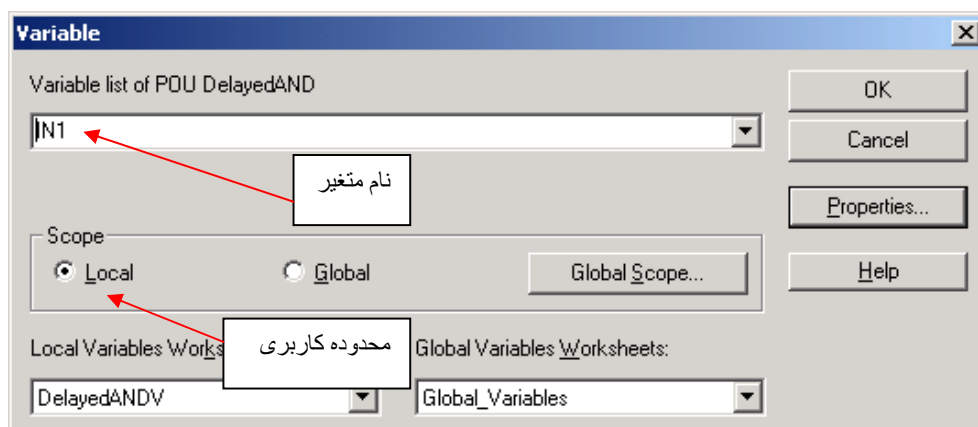 Variable
Variable list of POU DelayedAND
OK
IN1
Cancel
نام متغیر
Properties...
Scope
Local
Global
Global Scope...
Help
محدوده کاربری
Local Variables
Global Variables Worksheets:
DelayedANDV
Global_Variables